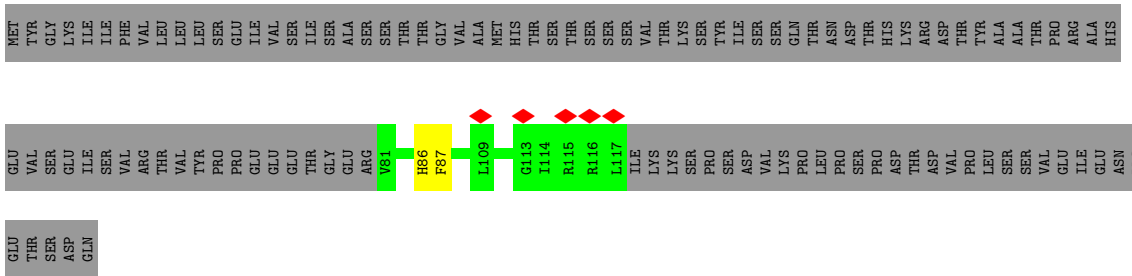 MET TYR GLY LYS ILE ILE PHE VAL LEU LEU LEU SER GLU ILE VAL SER ILE SER ALA SER SER THR THR GLY VAL ALA MET HIS THR SER THR SER SER SER VAL THR LYS SER TYR ILE SER SER GLN THR ASN ASP THR HIS LYS ARG ASP THR TYR ALA ALA THR PRO ARG ALA HIS
GLU VAL SER GLU ILE SER VAL ARG THR VAL TYR PRO PRO GLU GLU GLU THR GLY GLU ARG V81 H86 F87 L109 G113 I114 R115 R116 L117 ILE LYS LYS SER PRO SER ASP VAL LYS PRO LEU PRO SER PRO ASP THR ASP VAL PRO LEU SER SER VAL GLU ILE GLU ASN
GLU THR SER ASP GLN